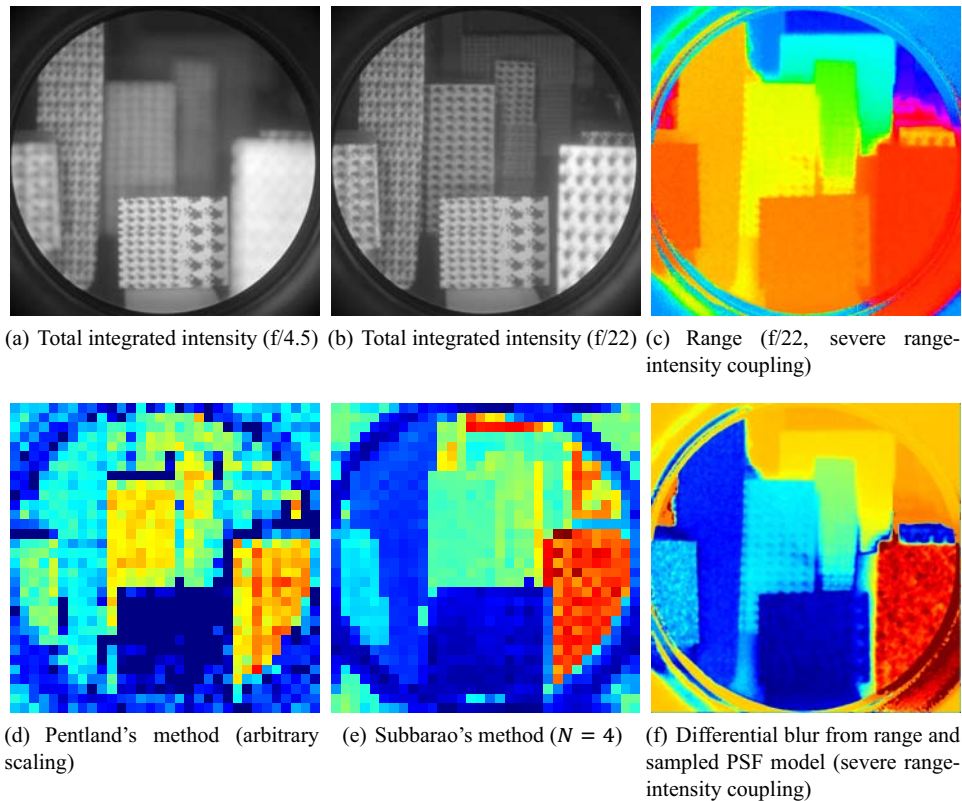 (a) Total integrated intensity (f/4.5)
(b) Total integrated intensity (f/22)
(c) Range (f/22, severe range-
intensity coupling)
(d) Pentland's method (arbitrary
scaling)
(e) Subbarao's method (N = 4)
(f) Differential blur from range and
sampled PSF model (severe range-
intensity coupling)